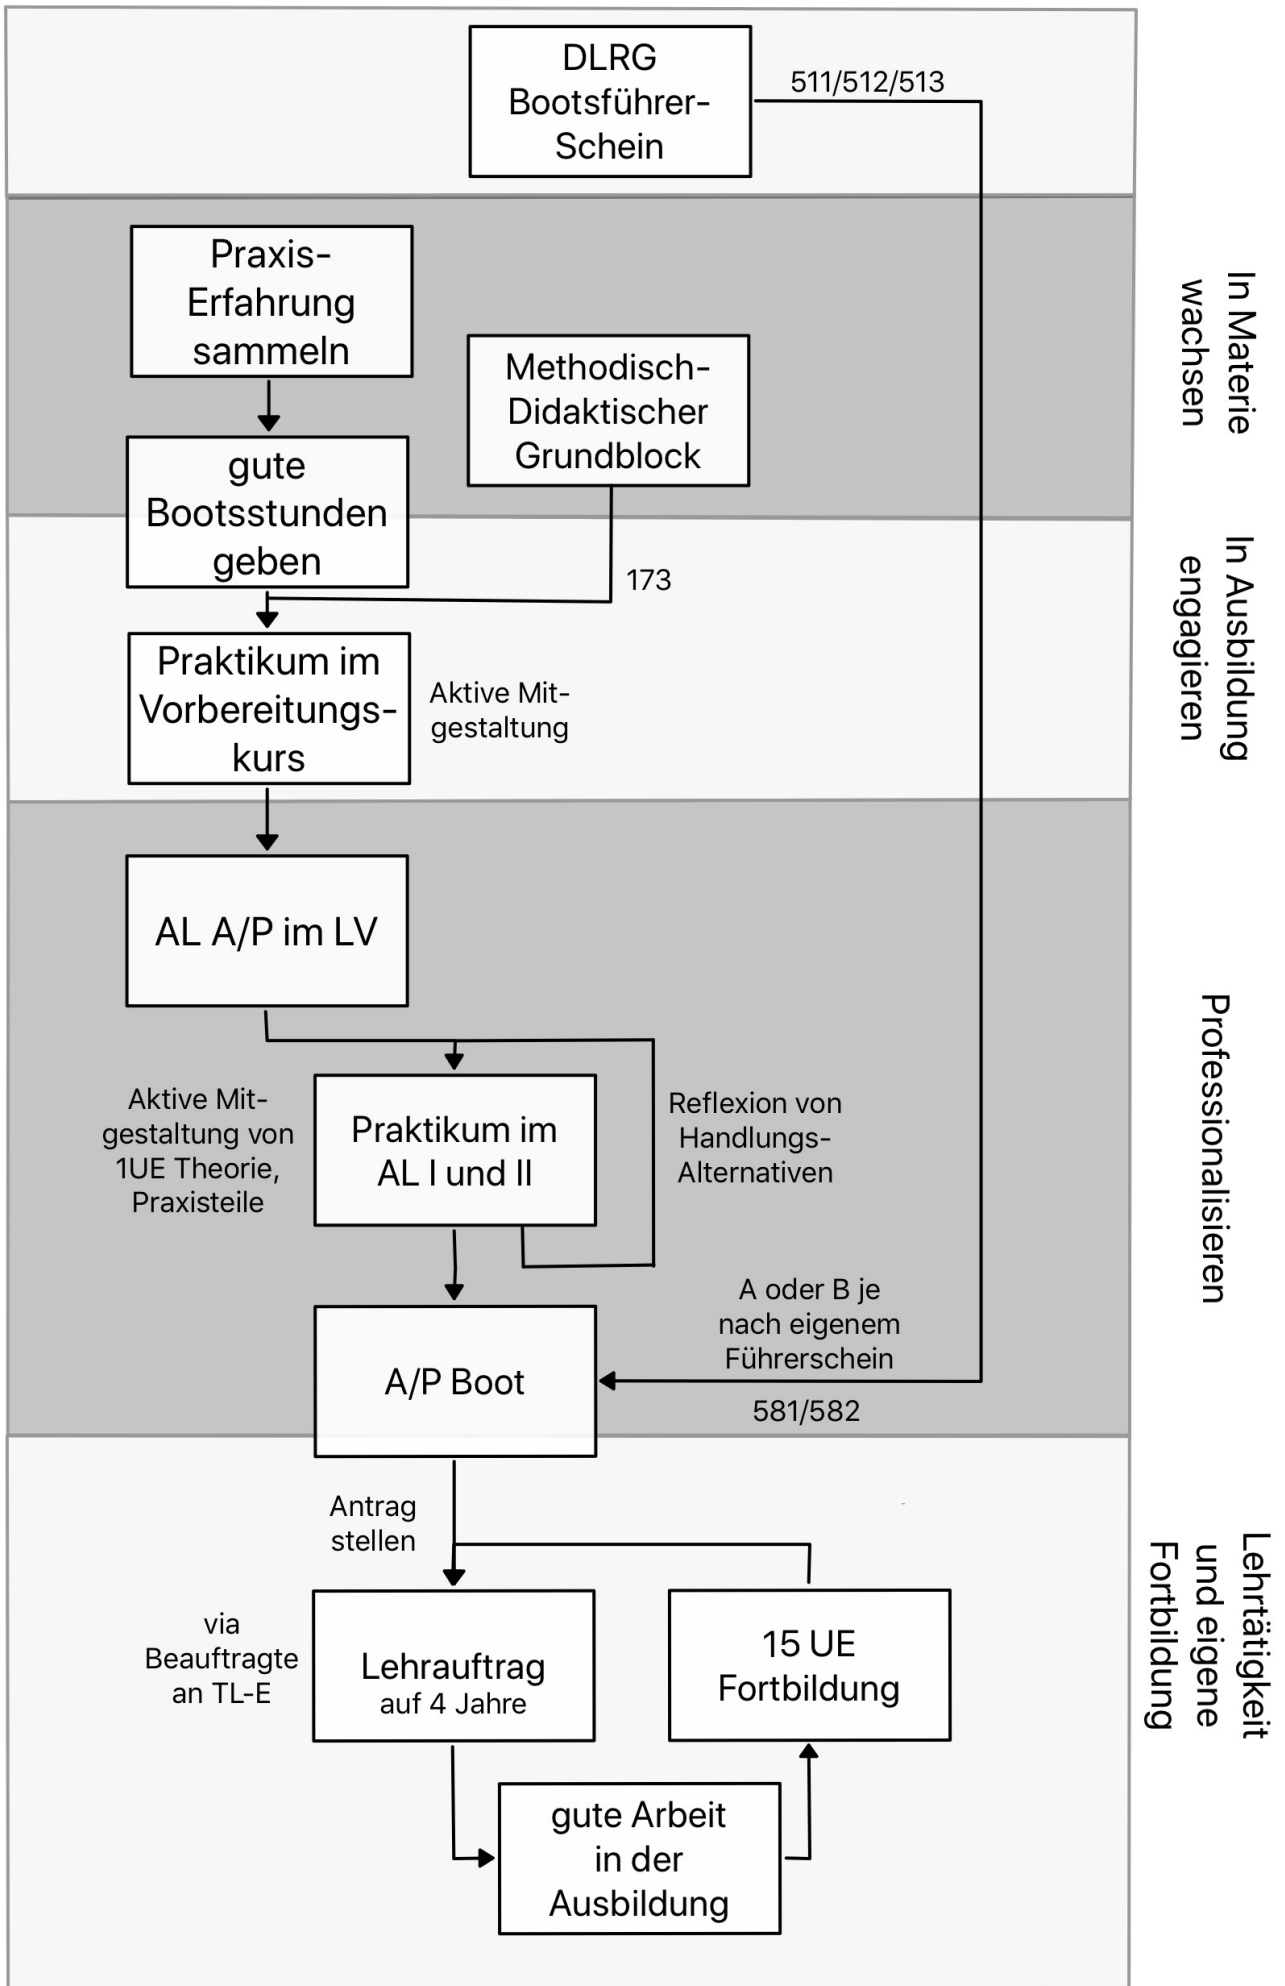 DLRG
Bootsführer-
Schein
511/512/513
Praxis-
Erfahrung
sammeln
Methodisch-
Didaktischer
Grundblock
In Materie
wachsen
gute
Bootsstunden
geben
173
In Ausbildung
engagieren
Praktikum im
Vorbereitungs-
kurs
Aktive Mit-
gestaltung
AL A/P im LV
Professionalisieren
Aktive Mit-
gestaltung von
1UE Theorie,
Praxisteile
Praktikum im
AL I und II
Reflexion von
Handlungs-
Alternativen
A oder B je
nach eigenem
Führerschein
A/P Boot
581/582
Antrag
stellen
Lehrtätigkeit
und eigene
Fortbildung
via
Beauftragte
an TL-E
Lehrauftrag
auf 4 Jahre
15 UE
Fortbildung
gute Arbeit
in der
Ausbildung